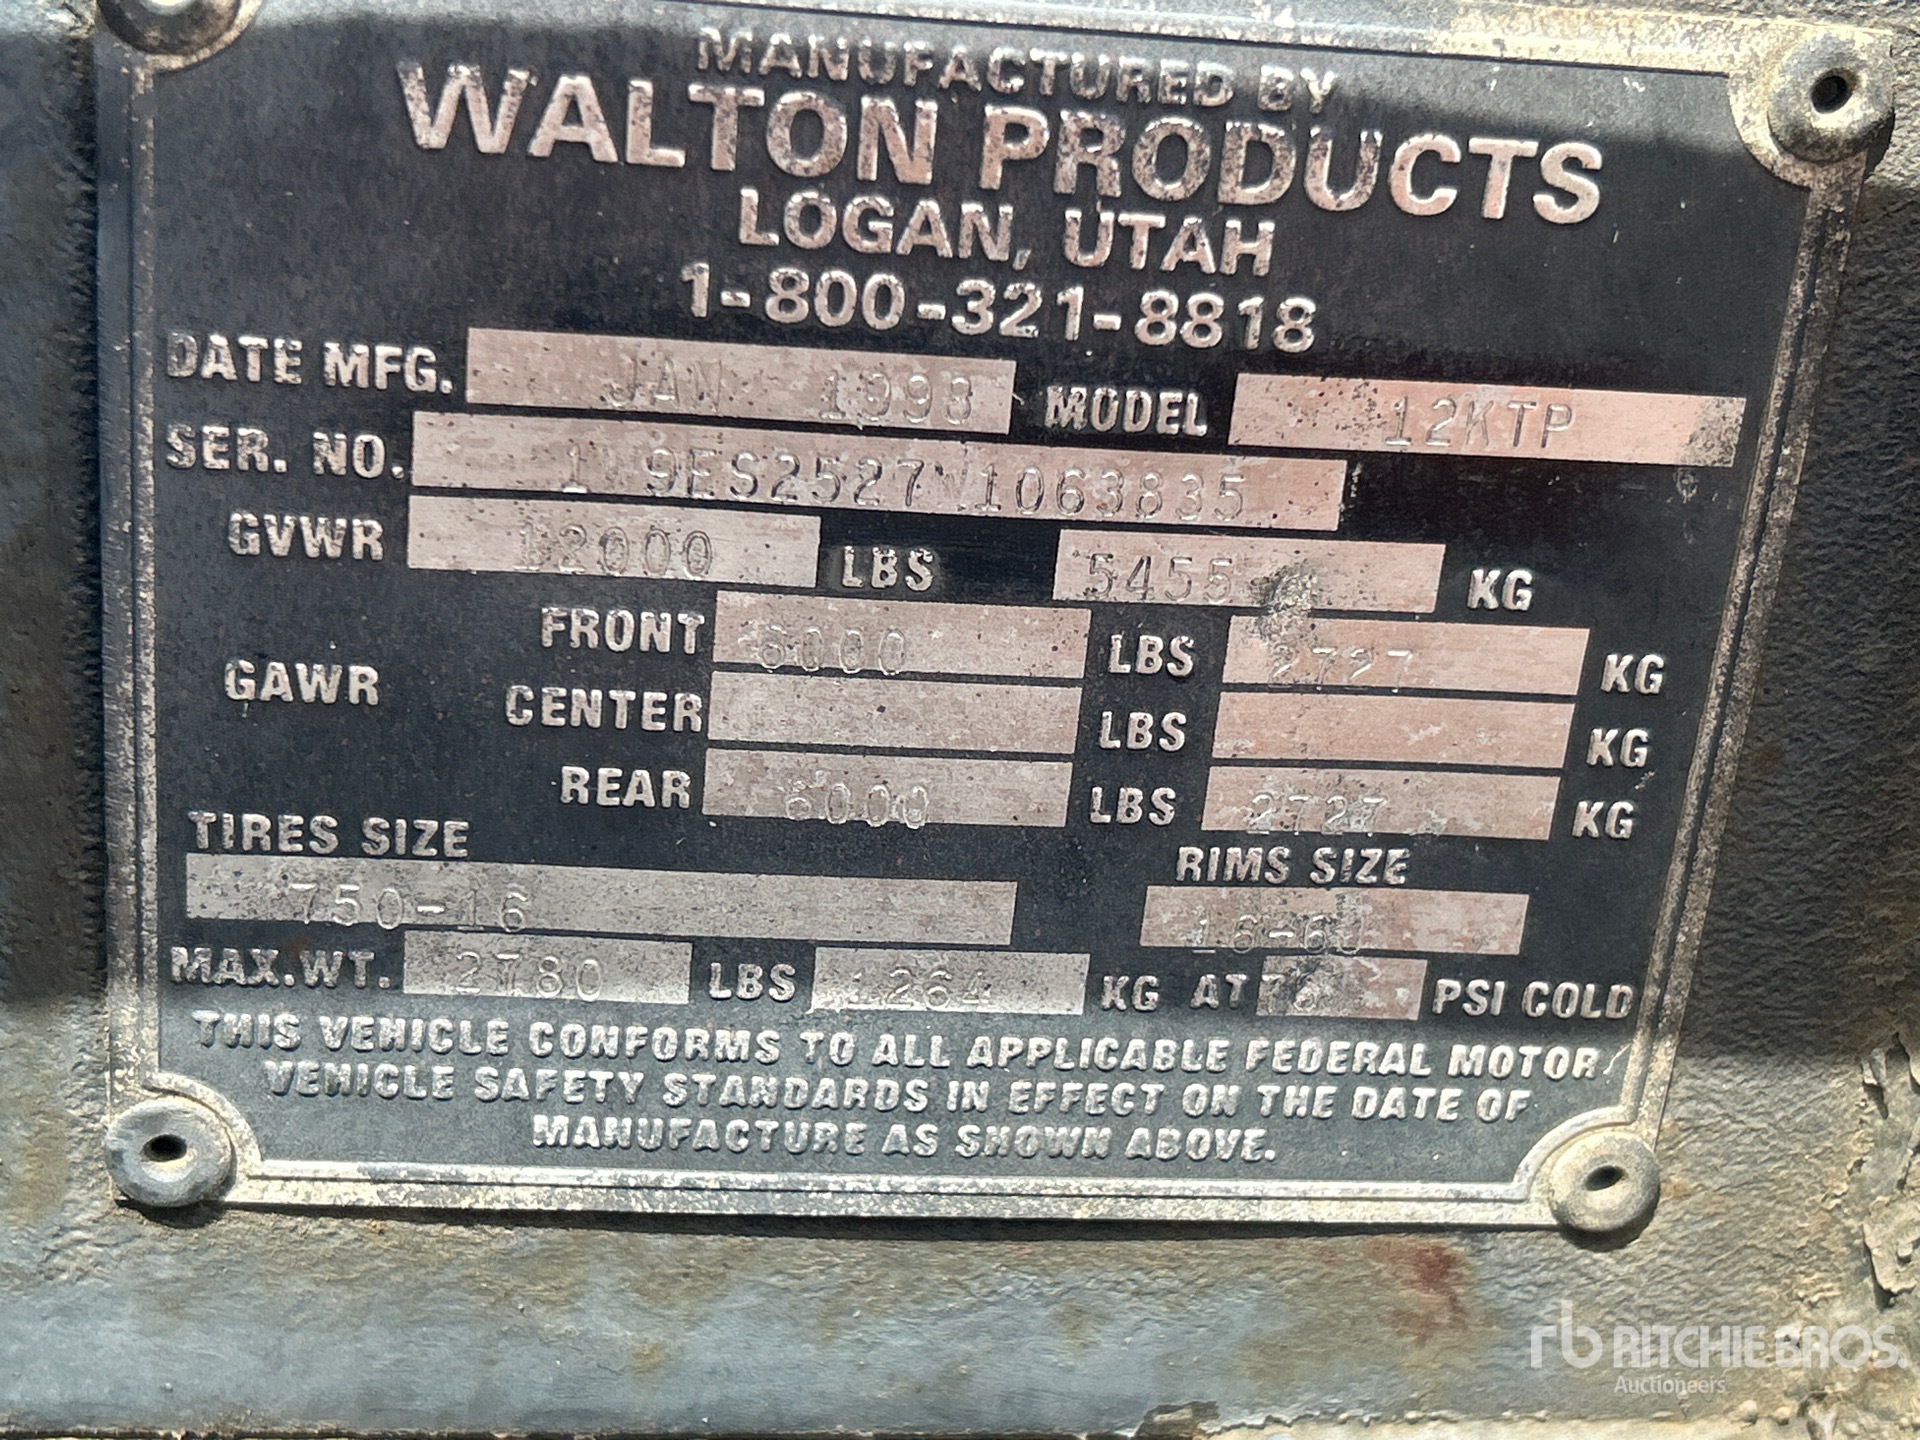 MANUFACTURED BY
WALTON PRODUCTS
LOGAN, UTAH
1-800-321-8818
DATE MFG. JAN 1998 MODEL 12KTP
SER. NO.
GVWR 12000 LBS 5455 KG
GAWR
FRONT 6000 LBS 2727 KG
CENTER LBS KG
REAR 6000 LBS 2727 KG
TIRES SIZE RIMS SIZE
750-16
MAX.WT. 2780 LBS 1264 KG AT PSI COLD
THIS VEHICLE CONFORMS TO ALL APPLICABLE FEDERAL MOTOR
VEHICLE SAFETY STANDARDS IN EFFECT ON THE DATE OF
MANUFACTURE AS SHOWN ABOVE.
rb RITCHIE BROS.
Auctioneers